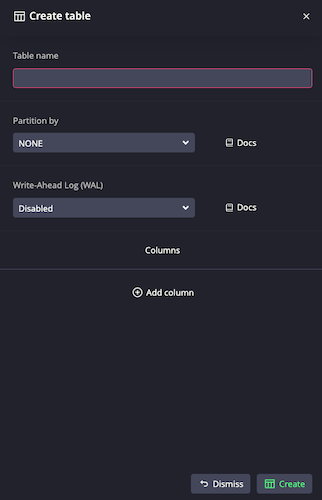 Create table
Table name
Partition by
NONE
Docs
Write-Ahead Log (WAL)
Disabled
Docs
Columns
Add column
Dismiss
Create